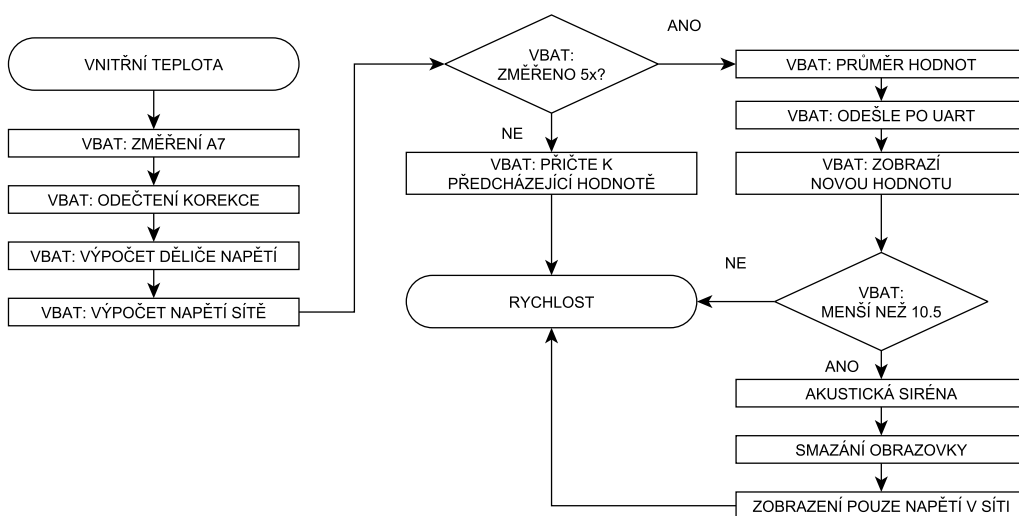 VNITŘNÍ TEPLOTA
VBAT: ZMĚŘENÍ A7
VBAT: ODEČTENÍ KOREKCE
VBAT: VÝPOČET DĚLIČE NAPĚTÍ
VBAT: VÝPOČET NAPĚTÍ SÍTĚ
VBAT:
ZMĚŘENO 5x?
ANO
NE
VBAT: PŘIČTE K
PŘEDCHÁZEJÍCÍ HODNOTĚ
VBAT: PRŮMĚR HODNOT
VBAT: ODEŠLE PO UART
VBAT: ZOBRAZÍ
NOVOU HODNOTU
NE
RYCHLOST
VBAT:
MENŠÍ NEŽ 10.5
ANO
AKUSTICKÁ SIRÉNA
SMAZÁNÍ OBRAZOVKY
ZOBRAZENÍ POUZE NAPĚTÍ V SÍTI